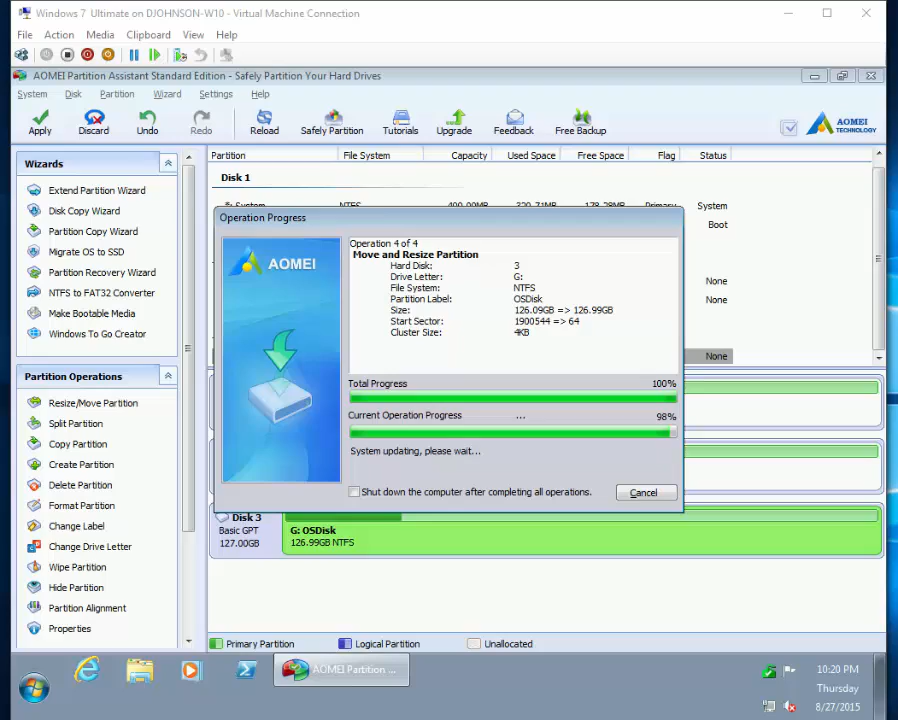 Windows 7 Ultimate on DJOHNSON-W10 - Virtual Machine Connection
File Action Media Clipboard View Help
AOMEI Partition Assistant Standard Edition - Safely Partition Your Hard Drives
System Disk Partition Wizard Settings Help
Apply Discard Undo Redo Reload Safely Partition Tutorials Upgrade Feedback Free Backup AOMEI TECHNOLOGY
Wizards
Extend Partition Wizard
Disk Copy Wizard
Partition Copy Wizard
Migrate OS to SSD
Partition Recovery Wizard
NTFS to FAT32 Converter
Make Bootable Media
Windows To Go Creator
Partition Operations
Resize/Move Partition
Split Partition
Copy Partition
Create Partition
Delete Partition
Format Partition
Change Label
Change Drive Letter
Wipe Partition
Hide Partition
Partition Alignment
Properties
Partition File System Capacity Used Space Free Space Flag Status
Disk 1
*: System NTFS 400.00MB 320.71MB 178.28MB Primary System
Boot
None
None
None
Operation Progress
AOMEI
Operation 4 of 4
Move and Resize Partition
Hard Disk: 3
Drive Letter: G:
File System: NTFS
Partition Label: OSDisk
Size: 126.09GB => 126.99GB
Start Sector: 1900544 => 64
Cluster Size: 4KB
Total Progress 100%
Current Operation Progress ... 98%
System updating, please wait...
Shut down the computer after completing all operations.
Cancel
Disk 3
Basic GPT
127.00GB
G: OSDisk
126.99GB NTFS
Primary Partition Logical Partition Unallocated
AOMEI Partition ...
10:20 PM
Thursday
8/27/2015